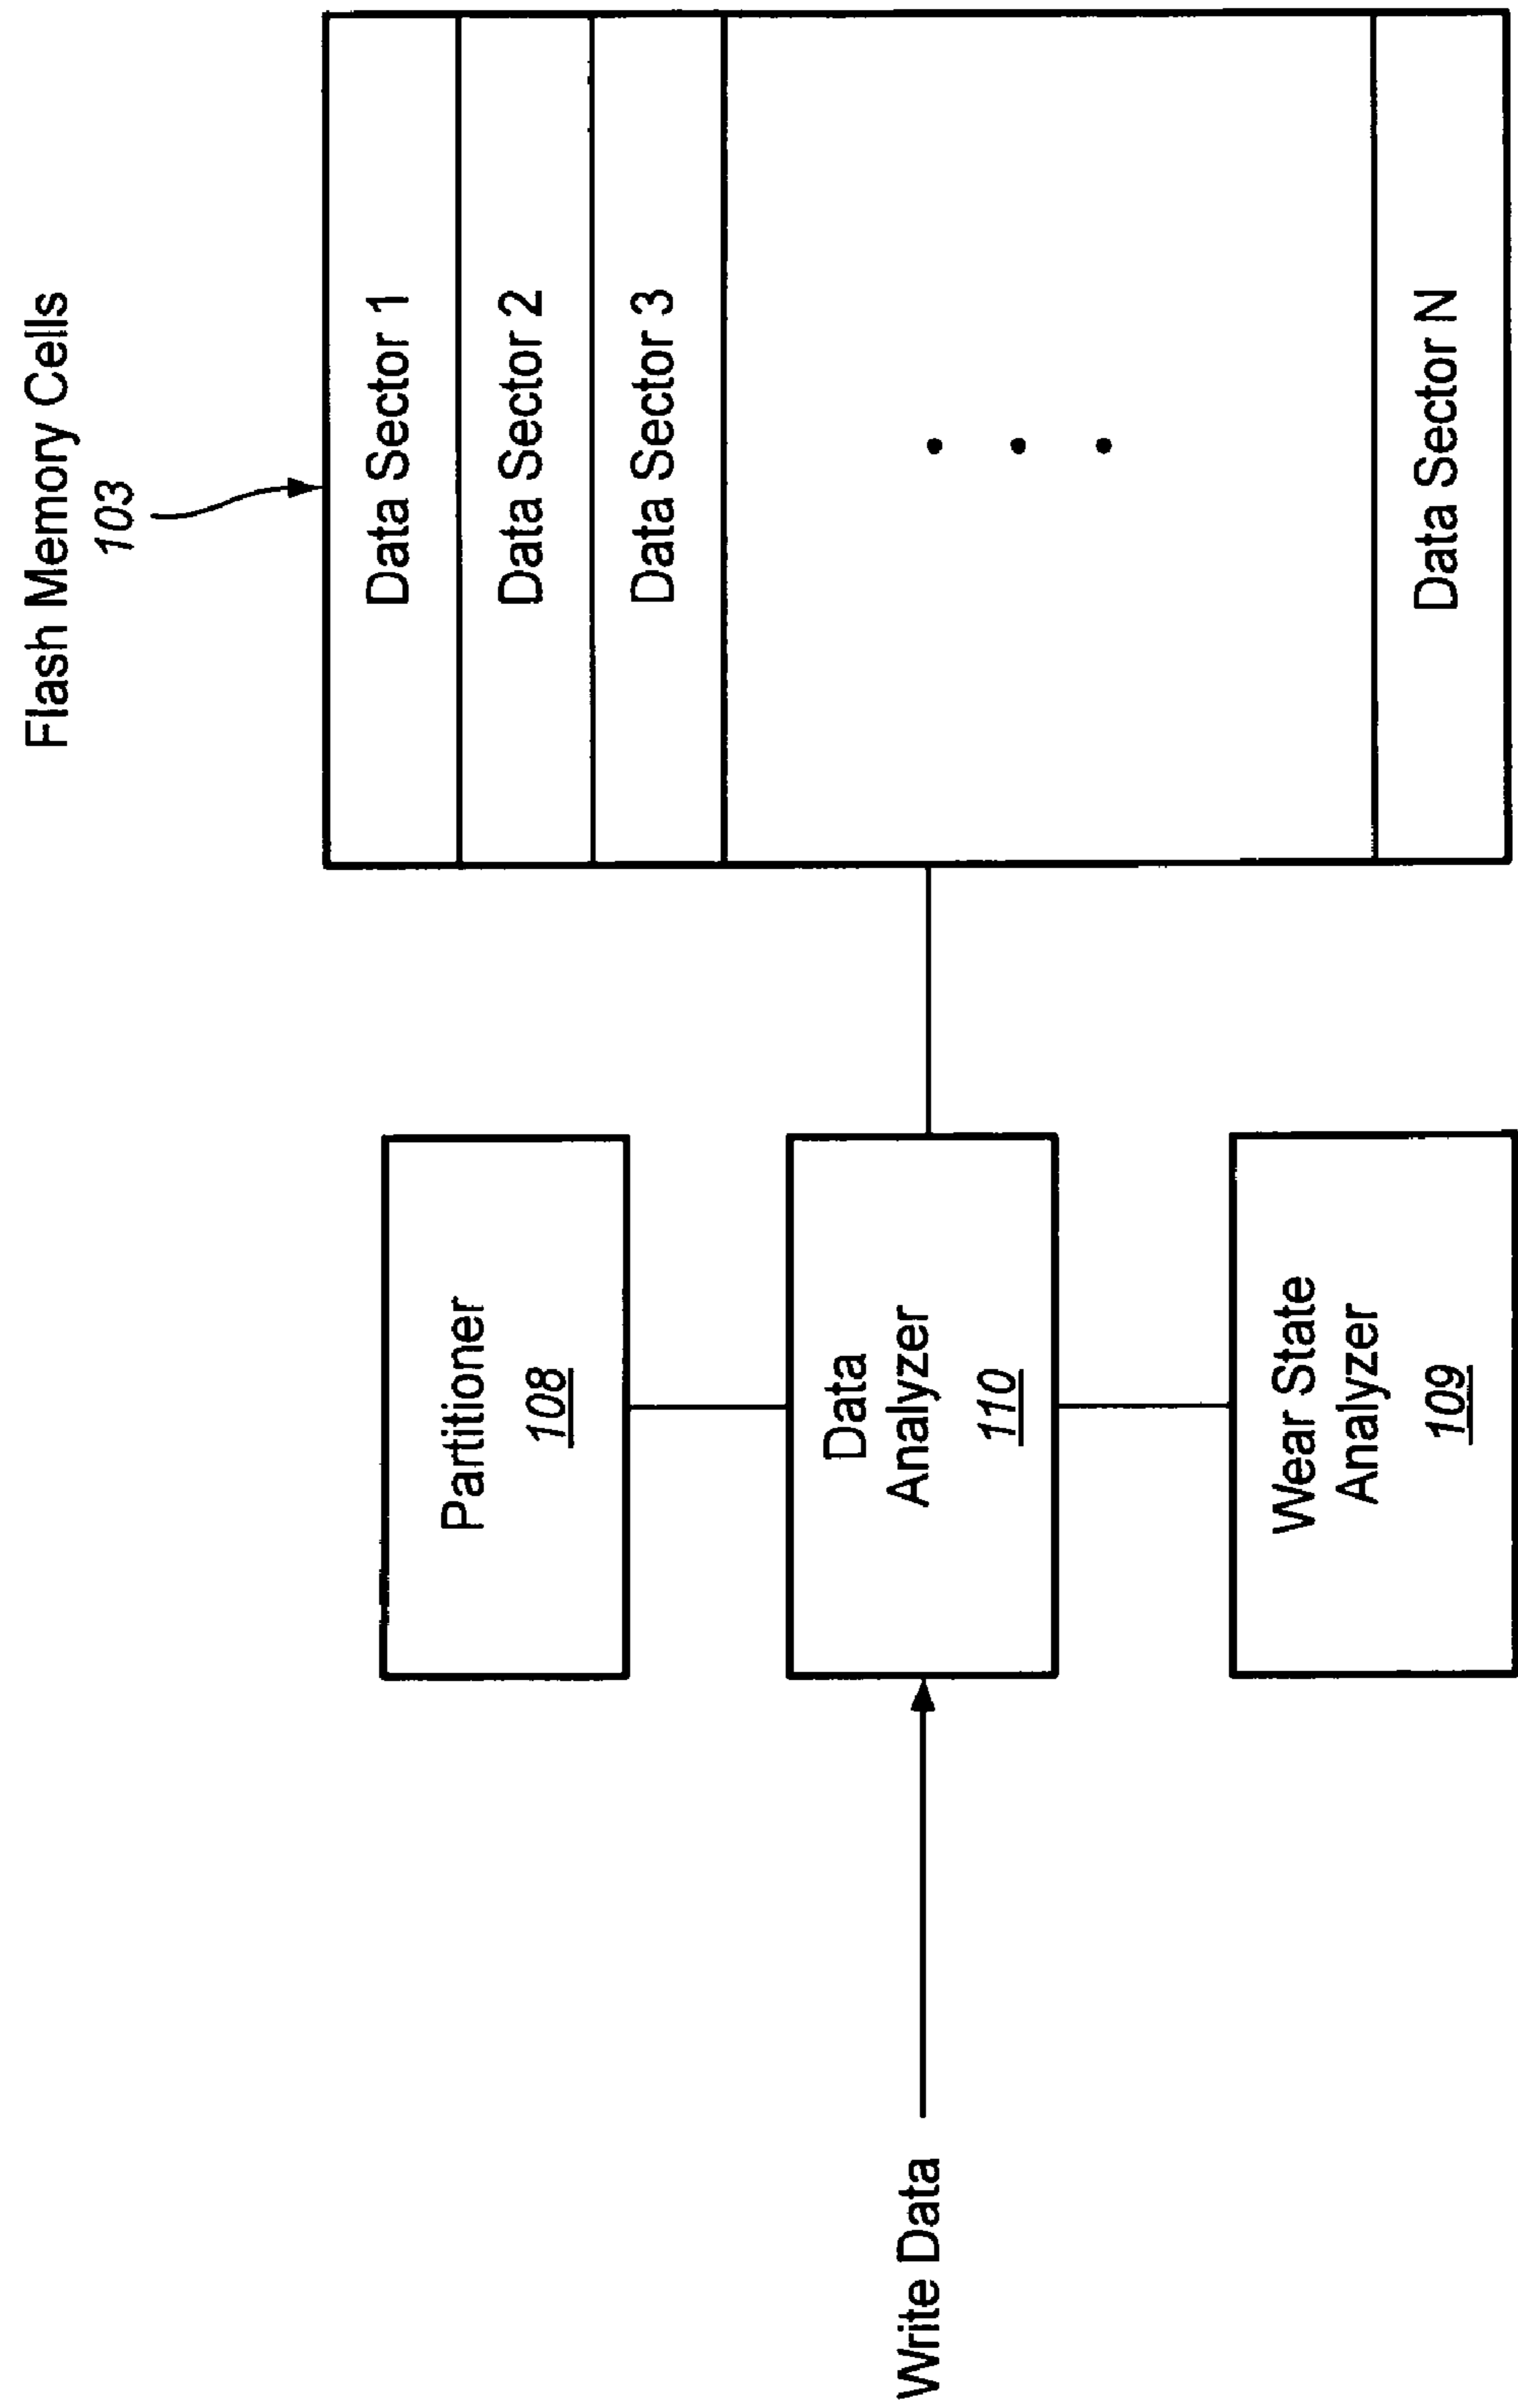 Flash Memory Cells
103
Data Sector 1
Data Sector 2
Data Sector 3
Data Sector N
Partitioner
108
Data
Analyzer
110
Wear State
Analyzer
109
Write Data